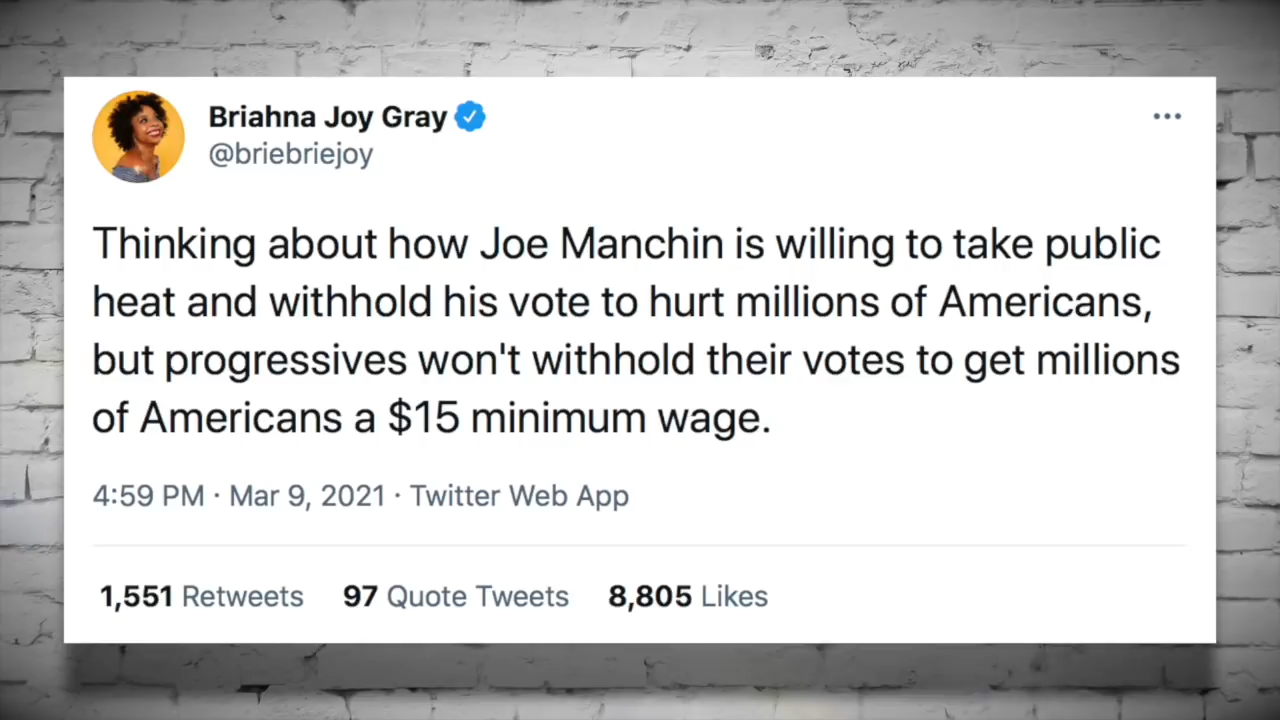 Briahna Joy Gray
@briebriejoy
Thinking about how Joe Manchin is willing to take public
heat and withhold his vote to hurt millions of Americans,
but progressives won't withhold their votes to get millions
of Americans a $15 minimum wage.
4:59 PM · Mar 9, 2021 · Twitter Web App
1,551 Retweets 97 Quote Tweets 8,805 Likes